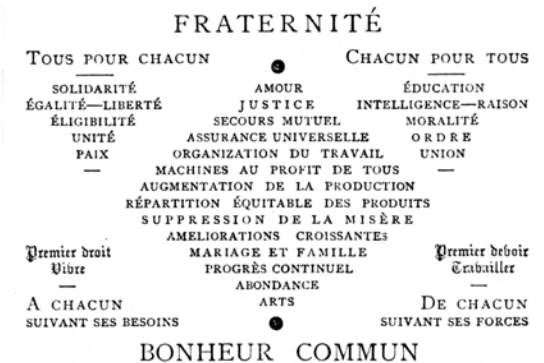 FRATERNITÉ
TOUS POUR CHACUN
CHACUN POUR TOUS
SOLIDARITÉ
ÉGALITÉ—LIBERTÉ
ÉLIGIBILITÉ
UNITÉ
PAIX
AMOUR
JUSTICE
SECOURS MUTUEL
ASSURANCE UNIVERSELLE
ORGANIZATION DU TRAVAIL
MACHINES AU PROFIT DE TOUS
AUGMENTATION DE LA PRODUCTION
RÉPARTITION ÉQUITABLE DES PRODUITS
SUPPRESSION DE LA MISÈRE
AMELIORATIONS CROISSANTES
MARIAGE ET FAMILLE
PROGRÈS CONTINUEL
ABONDANCE
ARTS
ÉDUCATION
INTELLIGENCE—RAISON
MORALITÉ
ORDRE
UNION
Premier droit
Vibre
Premier deboir
Trabailler
A CHACUN
SUIVANT SES BESOINS
DE CHACUN
SUIVANT SES FORCES
BONHEUR COMMUN